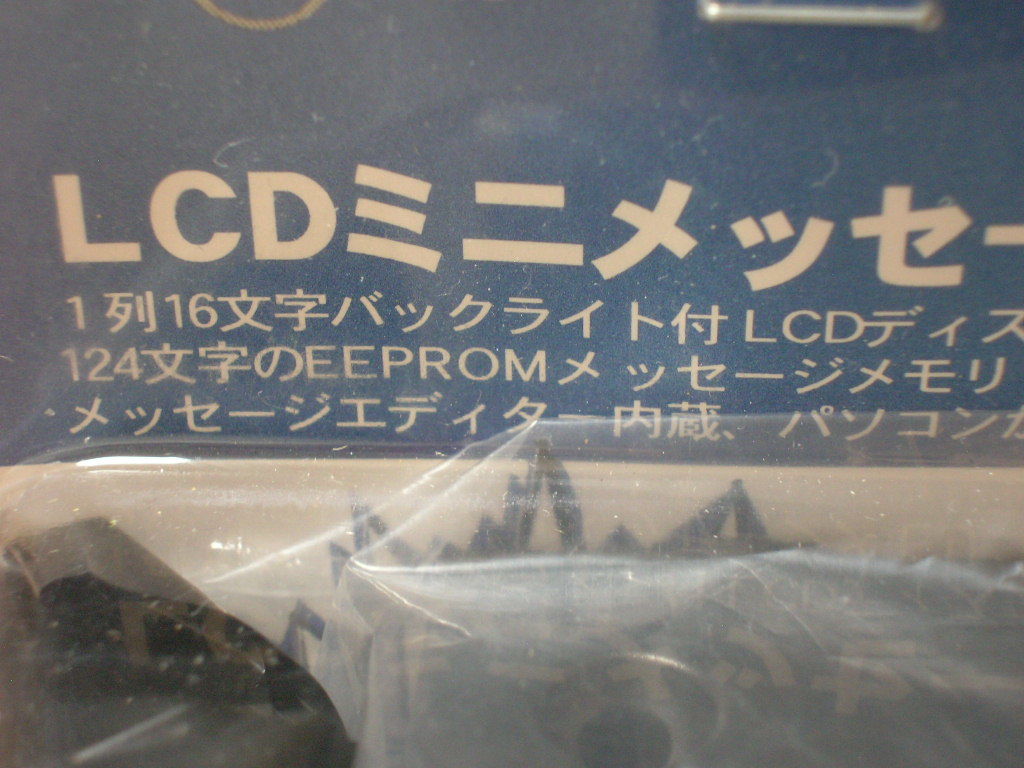 LCDミニメッセー
1列16文字バックライト付LCDディス
124文字のEEPROMメッセージメモリ
・メッセージエディター内蔵、パソコンか